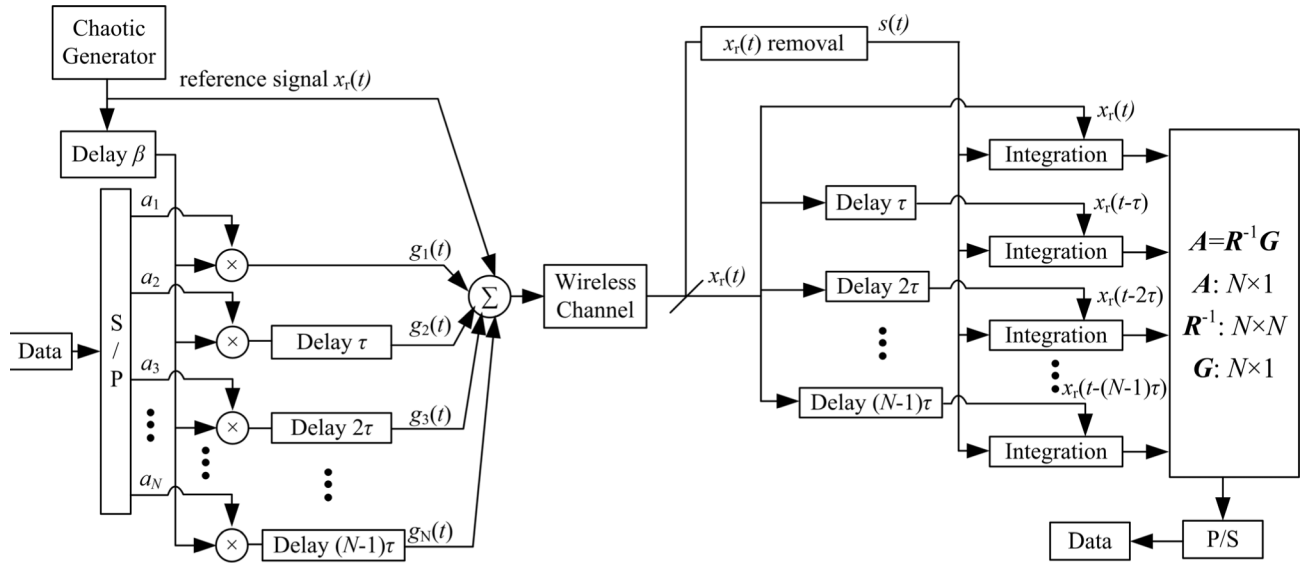 Chaotic
Generator
reference signal xr(t)
Delay β
Data
S
/
P
a1
a2
a3
aN
×
×
×
×
Delay τ
Delay 2τ
Delay (N-1)τ
g1(t)
g2(t)
g3(t)
gN(t)
Σ
Wireless
Channel
xr(t)
xr(t) removal
s(t)
Delay τ
Delay 2τ
Delay (N-1)τ
xr(t)
Integration
xr(t-τ)
Integration
xr(t-2τ)
Integration
xr(t-(N-1)τ)
Integration
A=R⁻¹G
A: N×1
R⁻¹: N×N
G: N×1
P/S
Data